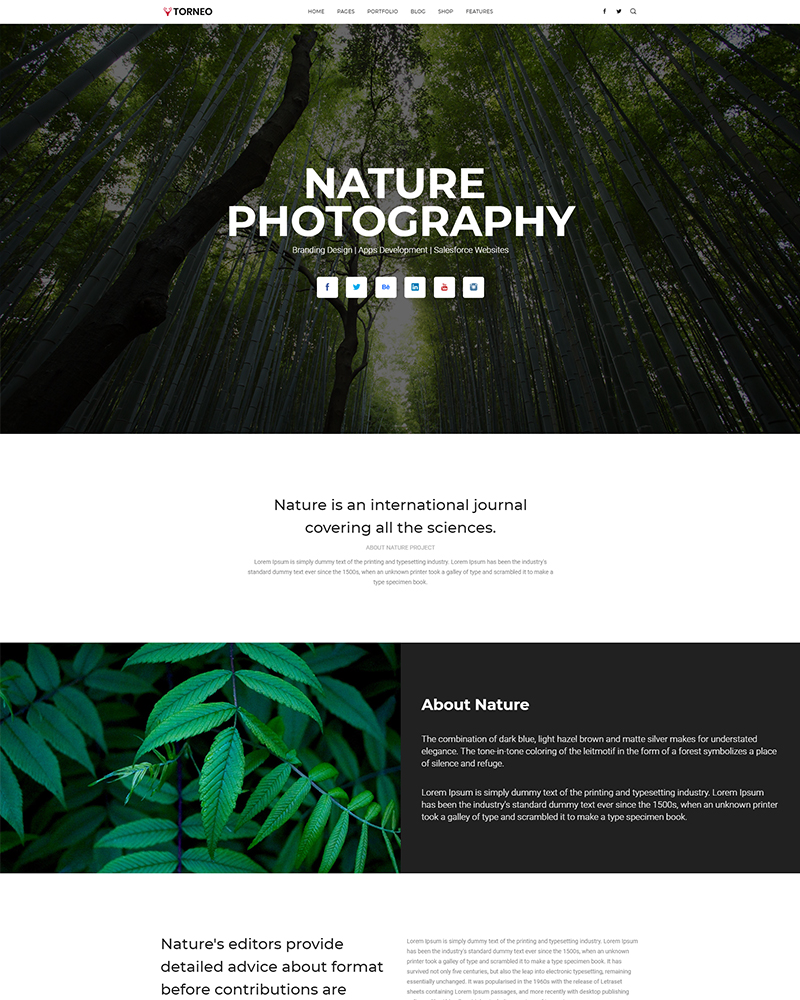 TORNEO
HOME PAGES PORTFOLIO BLOG SHOP FEATURES
NATURE
PHOTOGRAPHY
Branding Design | Apps Development | Salesforce Websites
Nature is an international journal
covering all the sciences.
ABOUT NATURE PROJECT
Lorem Ipsum is simply dummy text of the printing and typesetting industry. Lorem Ipsum has been the industry's
standard dummy text ever since the 1500s, when an unknown printer took a galley of type and scrambled it to make a
type specimen book.
About Nature
The combination of dark blue, light hazel brown and matte silver makes for understated
elegance. The tone-in-tone coloring of the leitmotif in the form of a forest symbolizes a place
of silence and refuge.
Lorem Ipsum is simply dummy text of the printing and typesetting industry. Lorem Ipsum
has been the industry's standard dummy text ever since the 1500s, when an unknown printer
took a galley of type and scrambled it to make a type specimen book.
Nature's editors provide
detailed advice about format
before contributions are
Lorem Ipsum is simply dummy text of the printing and typesetting industry. Lorem Ipsum
has been the industry's standard dummy text ever since the 1500s, when an unknown
printer took a galley of type and scrambled it to make a type specimen book. It has
survived not only five centuries, but also the leap into electronic typesetting, remaining
essentially unchanged. It was popularised in the 1960s with the release of Letraset
sheets containing Lorem Ipsum passages, and more recently with desktop publishing